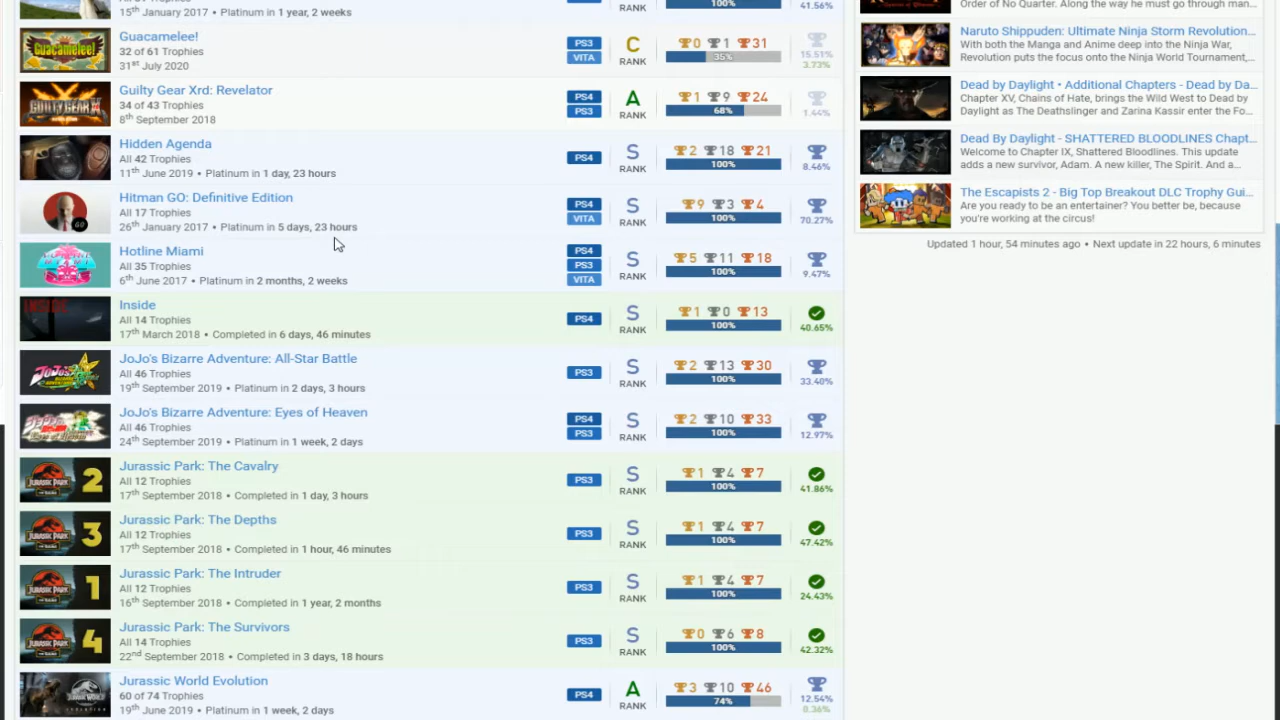 15th January 2017 • Platinum in 1 year, 2 weeks
RANK
100%
41.56%
Guacamelee!
32 of 61 Trophies
11st July 2020
PS3
VITA
C
RANK
0 1 31
35%
15.51%
3.73%
Guilty Gear Xrd: Revelator
34 of 43 Trophies
9th September 2018
PS4
PS3
A
RANK
1 9 24
68%
1.44%
Hidden Agenda
All 42 Trophies
11st June 2019 • Platinum in 1 day, 23 hours
PS4
S
RANK
2 18 21
100%
8.46%
Hitman GO: Definitive Edition
All 17 Trophies
26th January 2017 • Platinum in 5 days, 23 hours
PS4
VITA
S
RANK
9 3 4
100%
70.27%
Hotline Miami
All 35 Trophies
6th June 2017 • Platinum in 2 months, 2 weeks
PS4
PS3
VITA
S
RANK
5 11 18
100%
9.47%
INSIDE
Inside
All 14 Trophies
17th March 2018 • Completed in 6 days, 46 minutes
PS4
S
RANK
1 0 13
100%
40.65%
JoJo's Bizarre Adventure: All-Star Battle
All 46 Trophies
19th September 2019 • Platinum in 2 days, 3 hours
PS3
S
RANK
2 13 30
100%
33.40%
JoJo's Bizarre Adventure: Eyes of Heaven
All 46 Trophies
24th September 2019 • Platinum in 1 week, 2 days
PS4
PS3
S
RANK
2 10 33
100%
12.97%
2
Jurassic Park: The Cavalry
All 12 Trophies
17th September 2018 • Completed in 1 day, 3 hours
PS3
S
RANK
1 4 7
100%
41.86%
3
Jurassic Park: The Depths
All 12 Trophies
17th September 2018 • Completed in 1 hour, 46 minutes
PS3
S
RANK
1 4 7
100%
47.42%
1
Jurassic Park: The Intruder
All 12 Trophies
16th September 2018 • Completed in 1 year, 2 months
PS3
S
RANK
1 4 7
100%
24.43%
4
Jurassic Park: The Survivors
All 14 Trophies
22nd September 2018 • Completed in 3 days, 18 hours
PS3
S
RANK
0 6 8
100%
42.32%
Jurassic World Evolution
60 of 74 Trophies
19th June 2019 • Platinum in 1 week, 2 days
PS4
A
RANK
3 10 46
74%
12.54%
0.36%
Order of No Quarter. Along the way he must go through man...
Naruto Shippuden: Ultimate Ninja Storm Revolution...
With both the Manga and Anime deep into the Ninja War,
Revolution puts the focus onto the Ninja World Tournament,...
Dead by Daylight • Additional Chapters - Dead by Da...
Chapter XV, Chains of Hate, brings the Wild West to Dead by
Daylight as The Deathslinger and Zarina Kassir enter the Fo...
Dead By Daylight - SHATTERED BLOODLINES Chapt...
Welcome to Chapter IX, Shattered Bloodlines. This update
adds a new survivor, Adam. A new killer, The Spirit. And a...
The Escapists 2 - Big Top Breakout DLC Trophy Gui...
Are you ready to be an entertainer? You better be, because
you're working at the circus!
Updated 1 hour, 54 minutes ago • Next update in 22 hours, 6 minutes